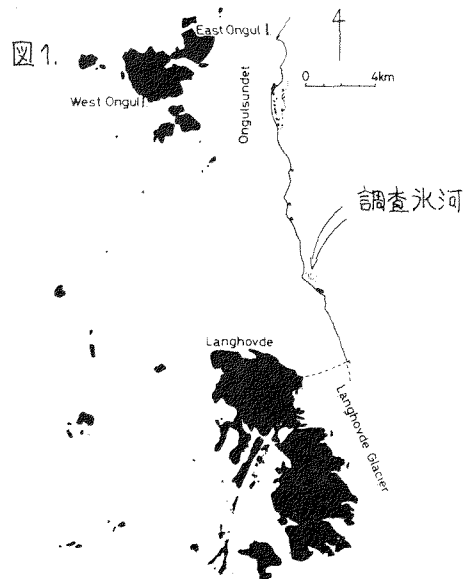 East Ongul I.
図1.
0 4km
West Ongul I.
Ongulsundet
調査氷河
Langhovde
Langhovde Glacier